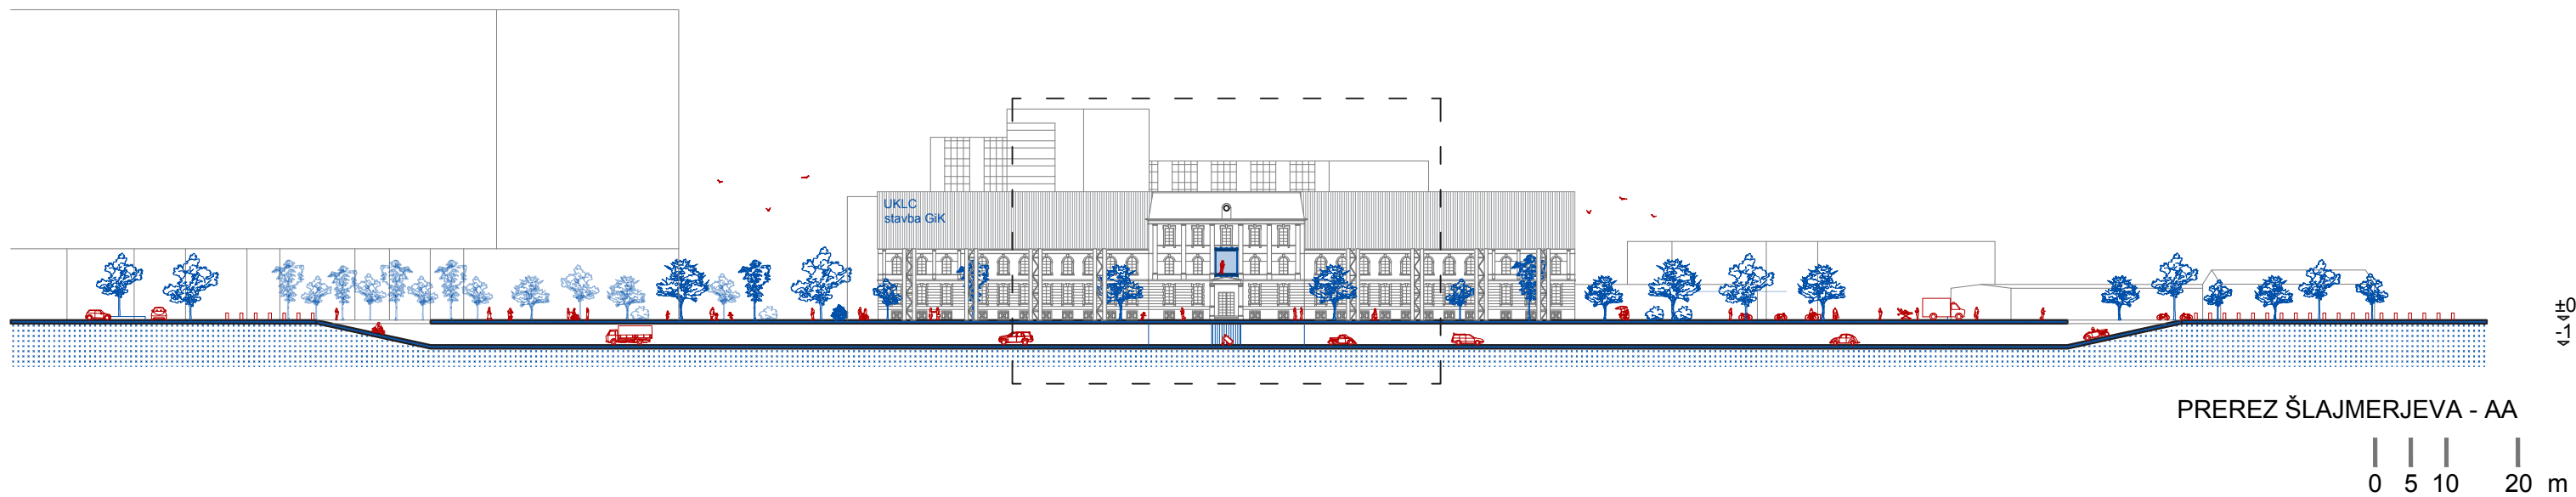 UKLC
stavba GiK
±0
-1
PREREZ ŠLAJMERJEVA - AA
0 5 10 20 m